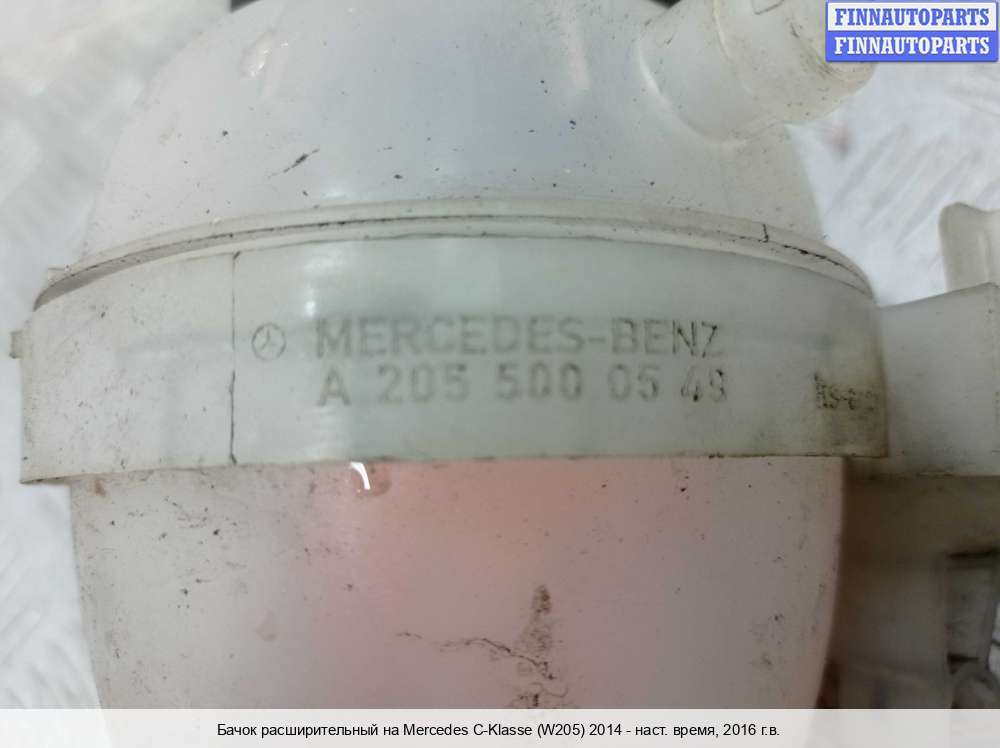 FINNAUTOPARTS
FINNAUTOPARTS
MERCEDES-BENZ
A 205 500 05 49
Бачок расширительный на Mercedes C-Klasse (W205) 2014 - наст. время, 2016 г.в.